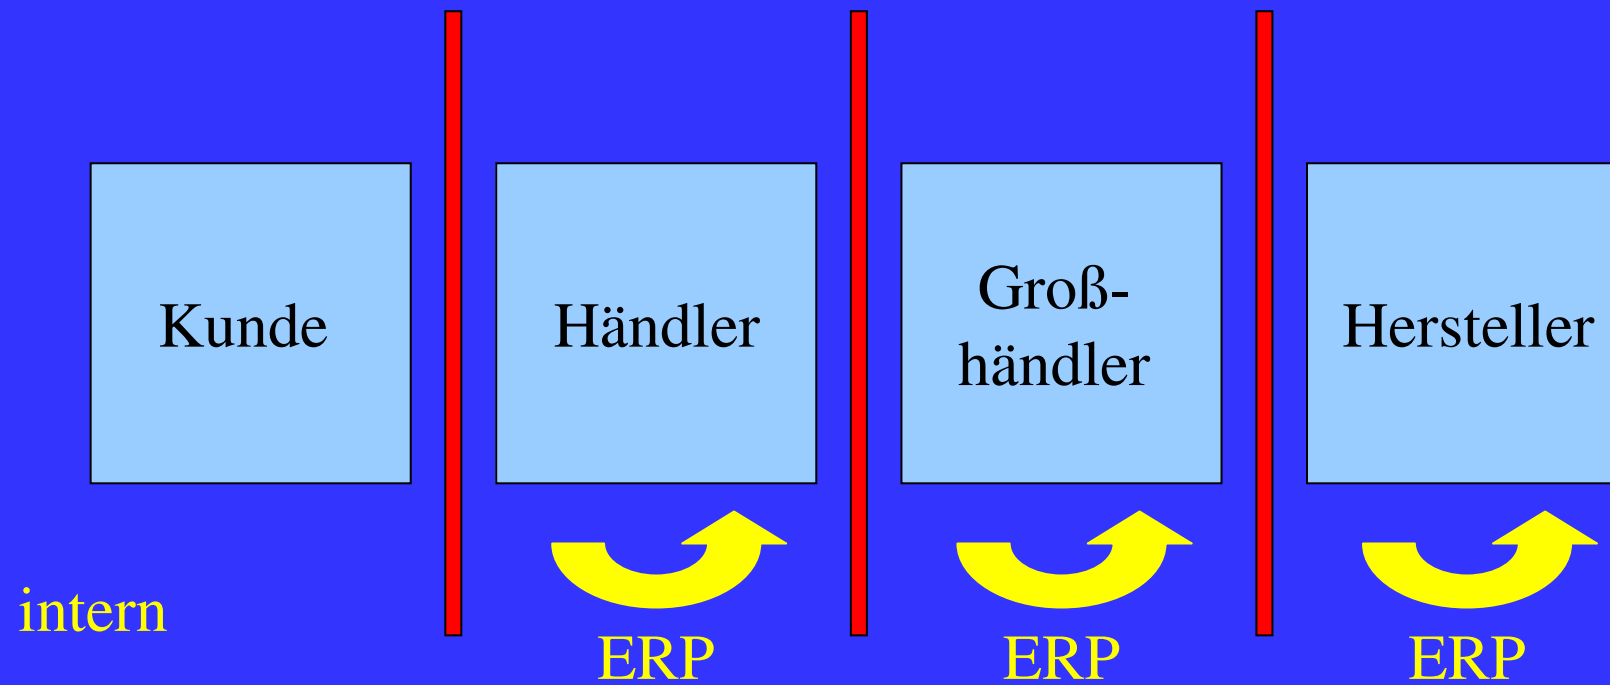 Kunde
Händler
Groß-
händler
Hersteller
intern
ERP
ERP
ERP